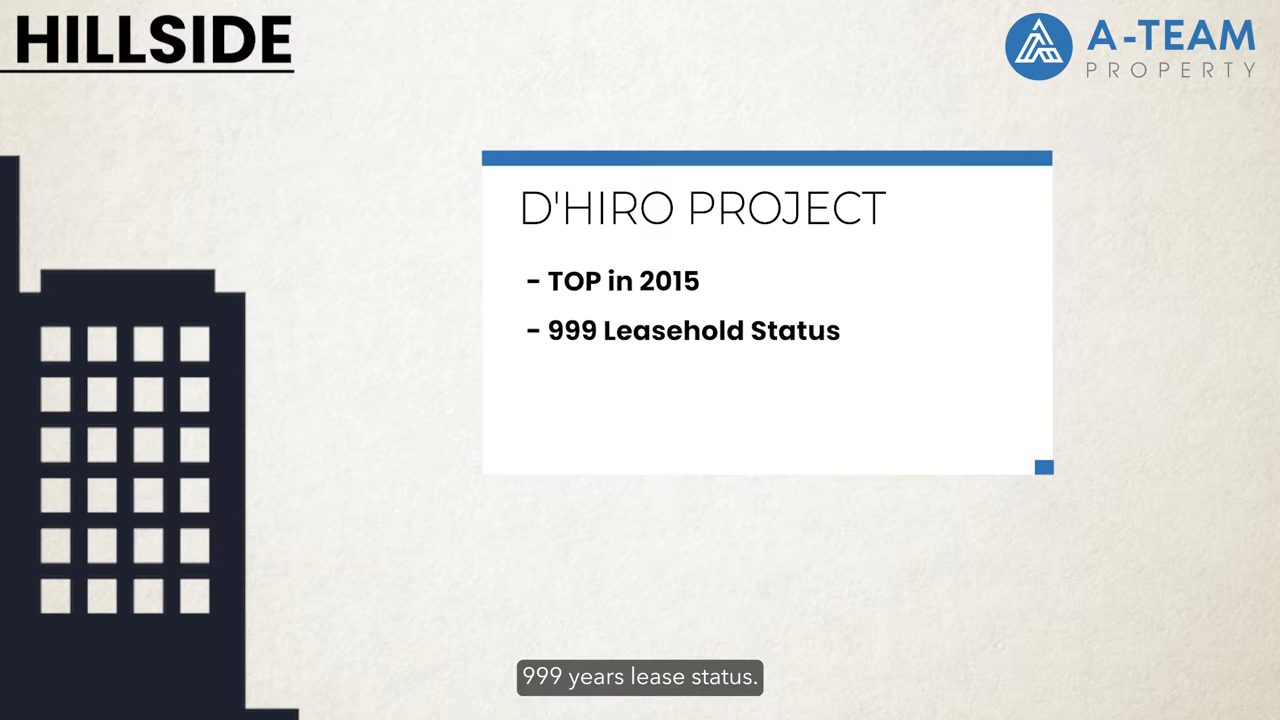 HILLSIDE
A-TEAM
PROPERTY
D'HIRO PROJECT
- TOP in 2015
- 999 Leasehold Status
999 years lease status.